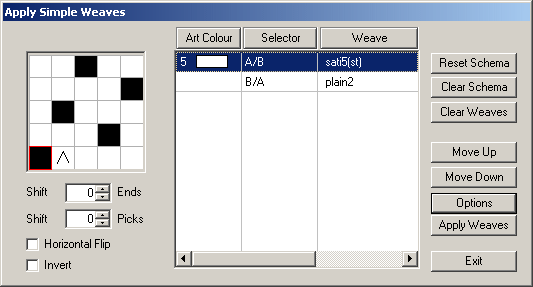 Apply Simple Weaves
Art Colour Selector Weave
5 A/B sati5(st)
B/A plain2
Shift 0 Ends
Shift 0 Picks
Horizontal Flip
Invert
Reset Schema
Clear Schema
Clear Weaves
Move Up
Move Down
Options
Apply Weaves
Exit